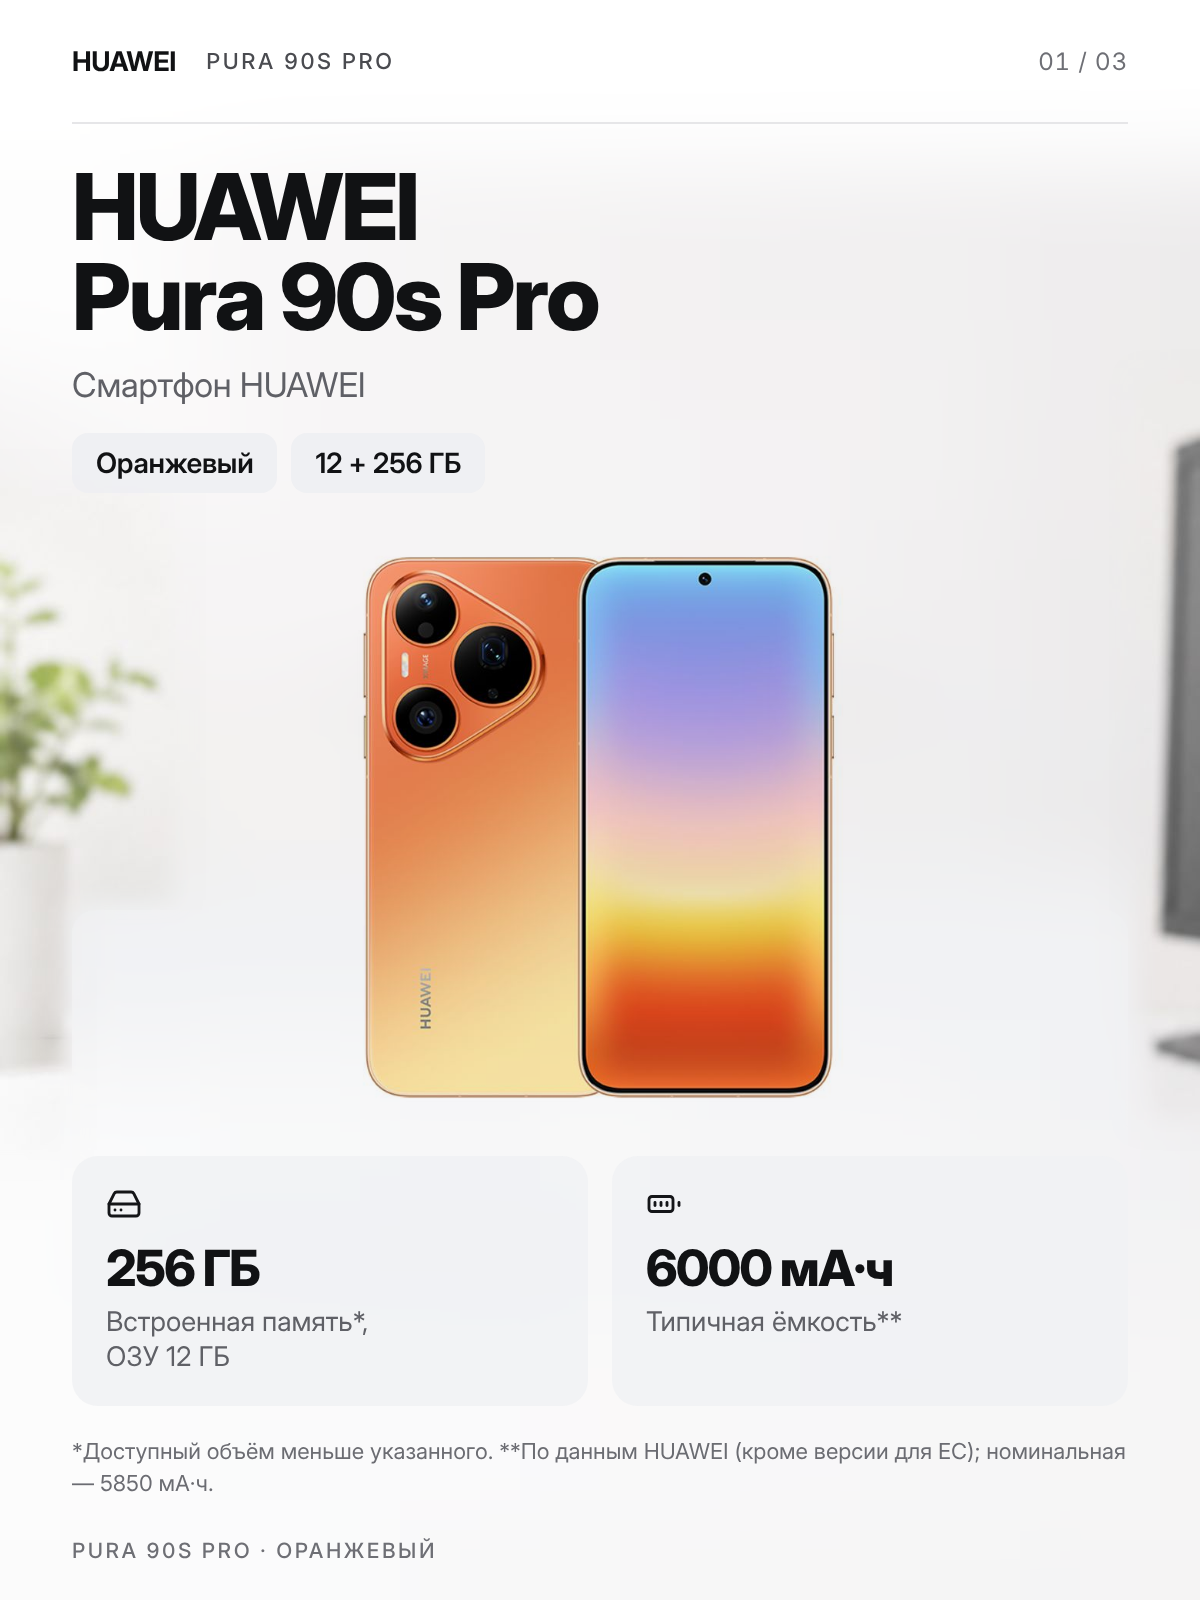 HUAWEI PURA 90S PRO 01 / 03
HUAWEI
Pura 90s Pro
Смартфон HUAWEI
Оранжевый 12 + 256 ГБ
XMAGE
HUAWEI
256 ГБ
Встроенная память*,
ОЗУ 12 ГБ
6000 мА·ч
Типичная ёмкость**
*Доступный объём меньше указанного. **По данным HUAWEI (кроме версии для ЕС); номинальная
— 5850 мА·ч.
PURA 90S PRO · ОРАНЖЕВЫЙ